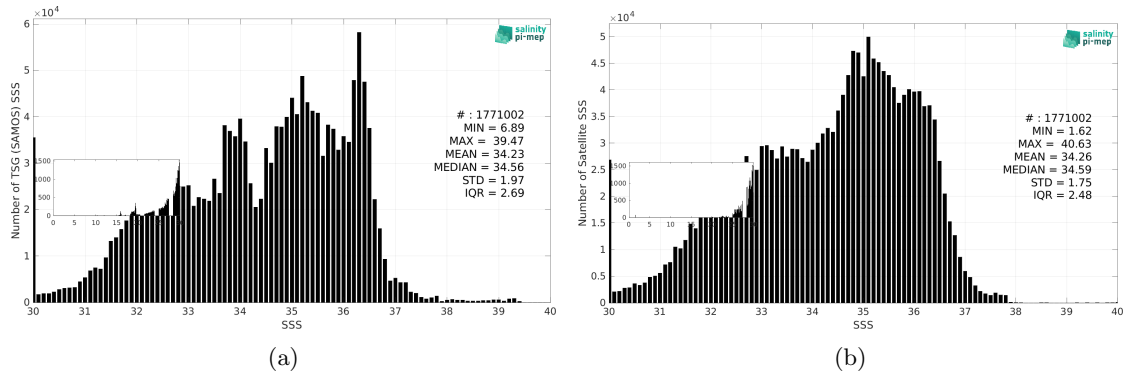 ×10⁴
6
5
4
3
2
1
0
Number of TSG (SAMOS) SSS
salinity
pi-mep
# : 1771002
MIN = 6.89
MAX = 39.47
MEAN = 34.23
MEDIAN = 34.56
STD = 1.97
IQR = 2.69
1500
1000
500
0
0 5 10 15
30 31 32 33 34 35 36 37 38 39 40
SSS
(a)
×10⁴
5
4.5
4
3.5
3
2.5
2
1.5
1
0.5
0
Number of Satellite SSS
salinity
pi-mep
# : 1771002
MIN = 1.62
MAX = 40.63
MEAN = 34.26
MEDIAN = 34.59
STD = 1.75
IQR = 2.48
1500
1000
500
0
0 5 10 15
30 31 32 33 34 35 36 37 38 39 40
SSS
(b)